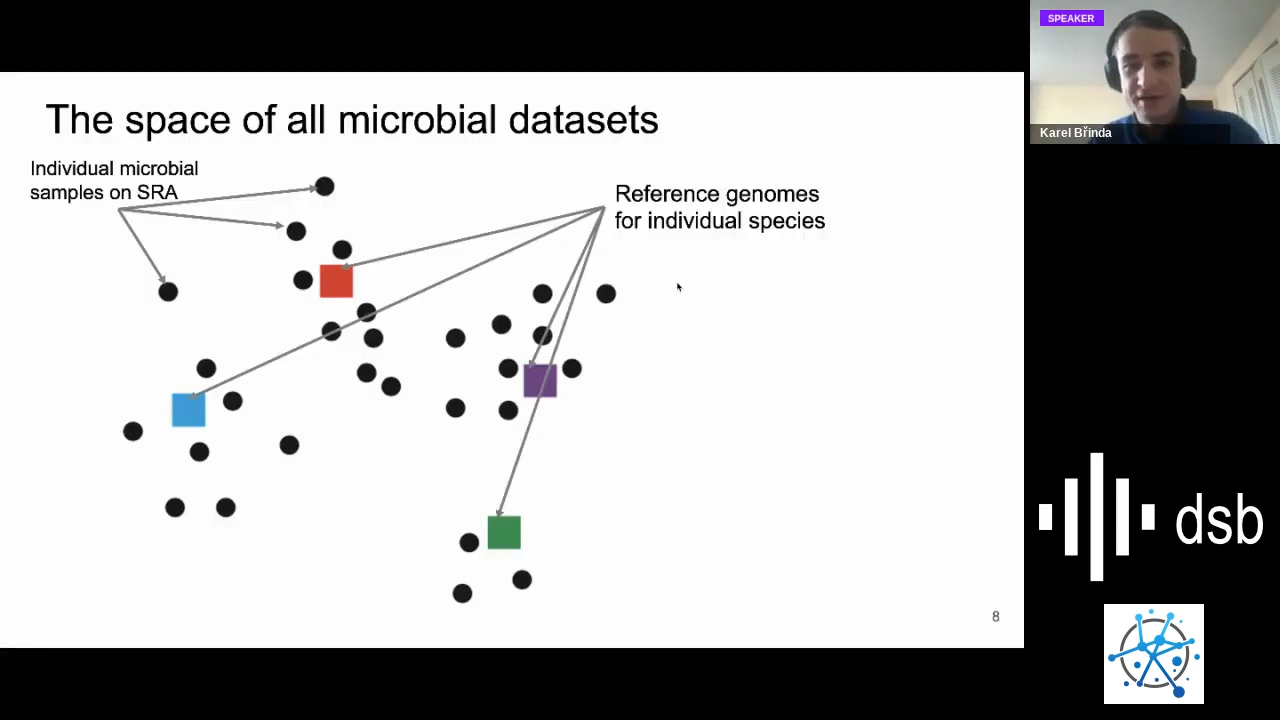 The space of all microbial datasets
Individual microbial
samples on SRA
Reference genomes
for individual species
8
SPEAKER
Karel Břinda
dsb